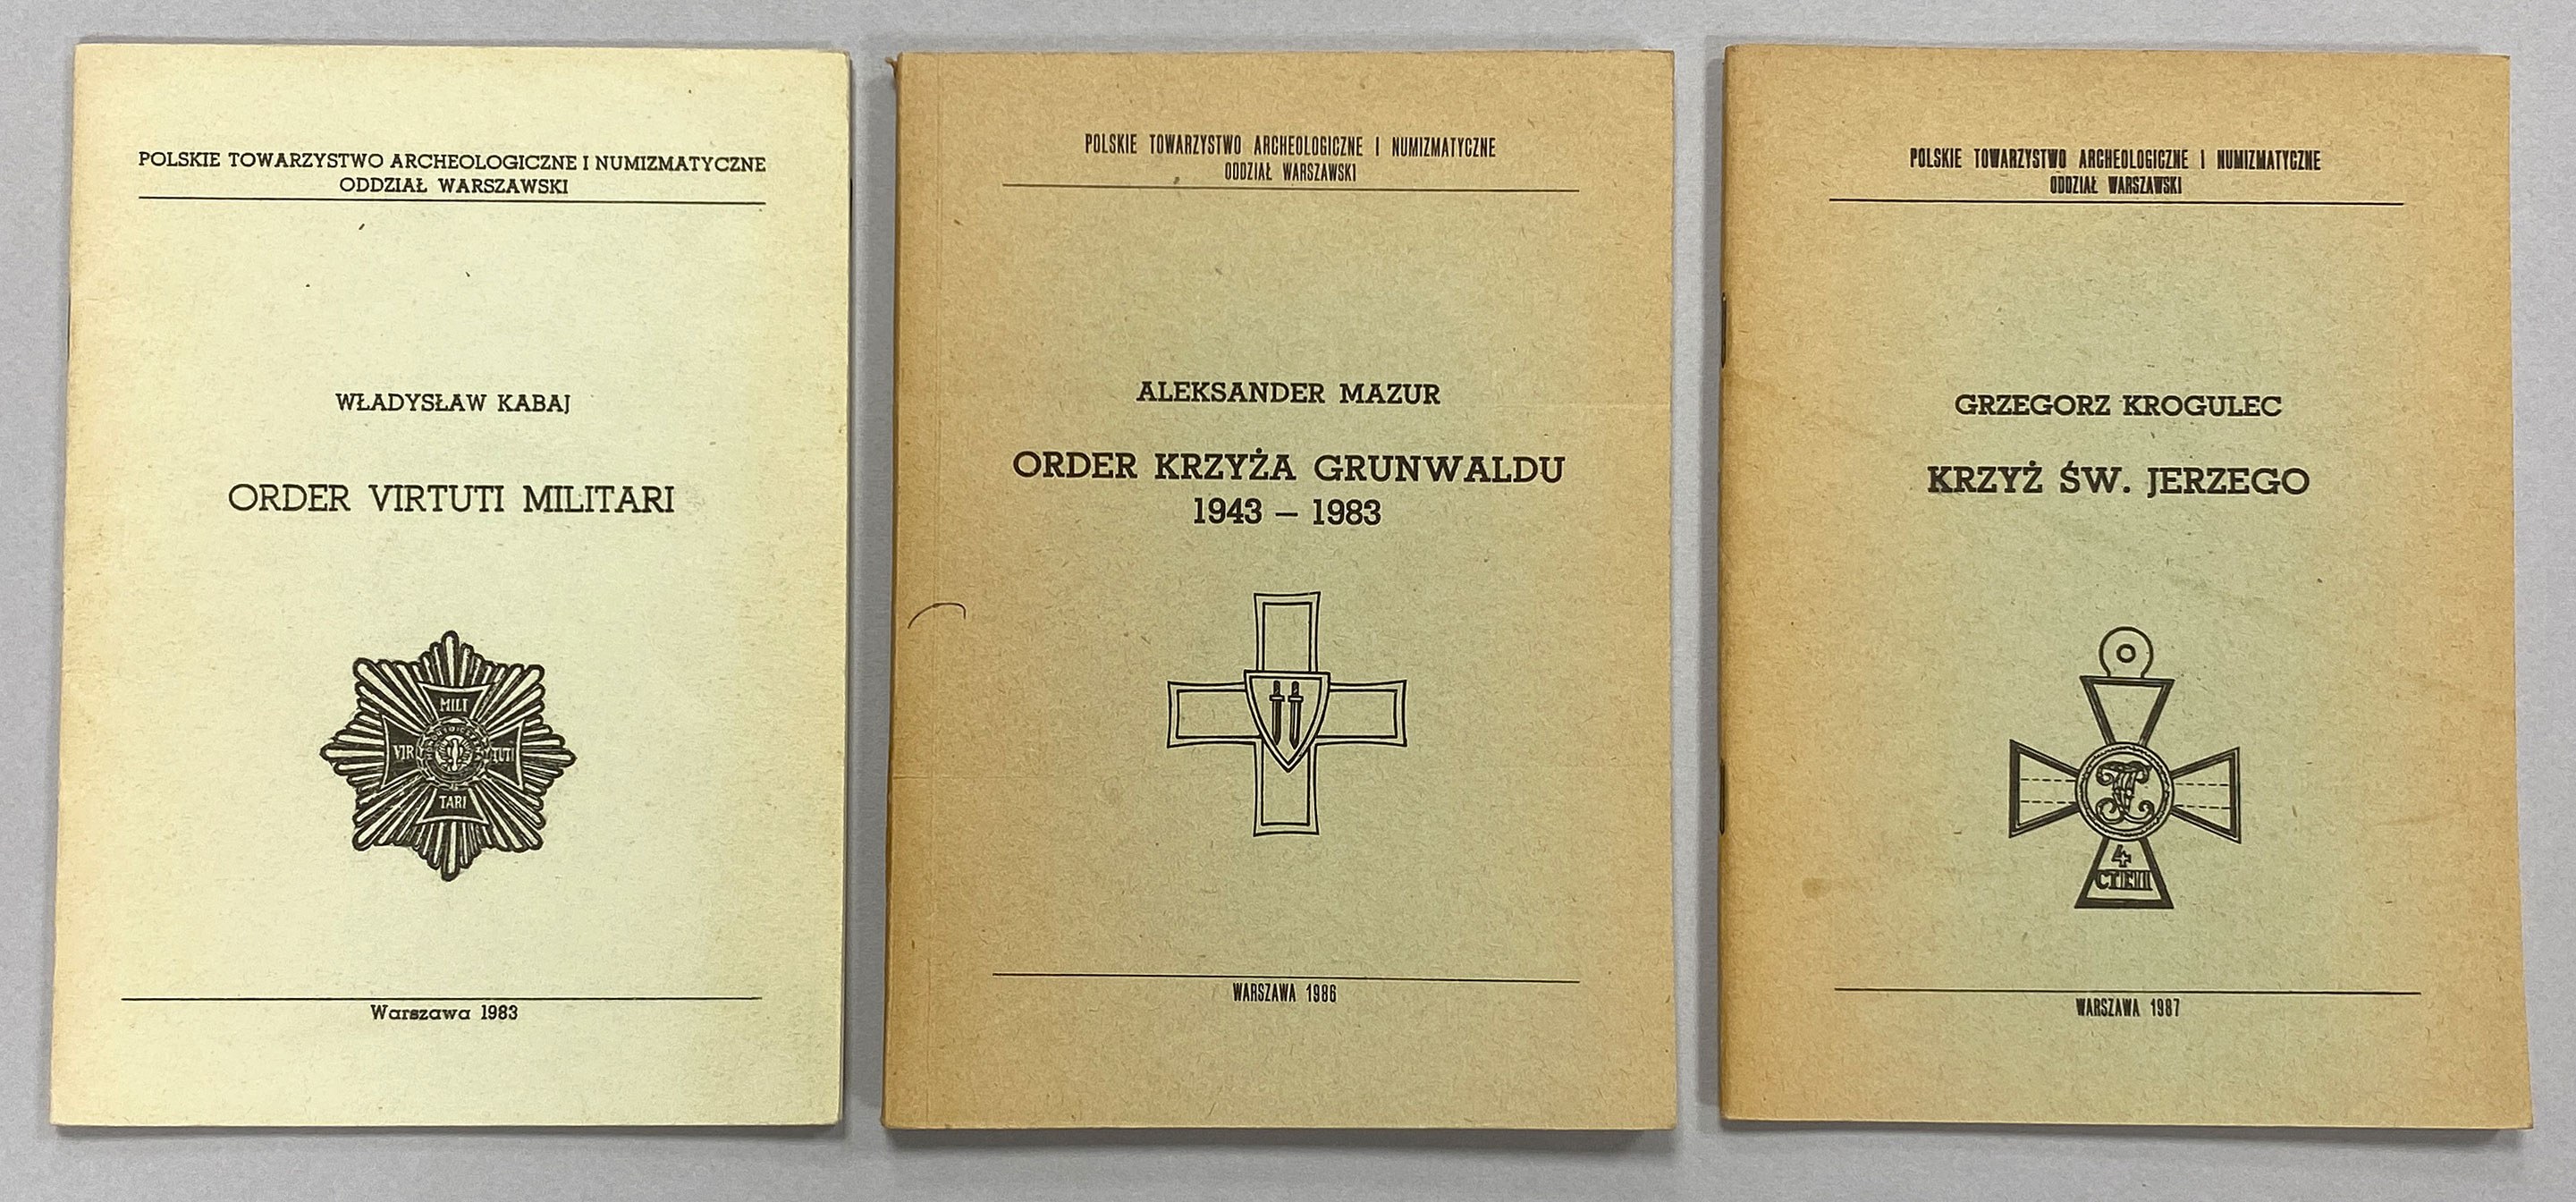 POLSKIE TOWARZYSTWO ARCHEOLOGICZNE I NUMIZMATYCZNE
ODDZIAŁ WARSZAWSKI
WŁADYSŁAW KABAJ
ORDER VIRTUTI MILITARI
MILI
VIR
TUTI
TARI
Warszawa 1983
POLSKIE TOWARZYSTWO ARCHEOLOGICZNE I NUMIZMATYCZNE
ODDZIAŁ WARSZAWSKI
ALEKSANDER MAZUR
ORDER KRZYŻA GRUNWALDU
1943 – 1983
WARSZAWA 1986
POLSKIE TOWARZYSTWO ARCHEOLOGICZNE I NUMIZMATYCZNE
ODDZIAŁ WARSZAWSKI
GRZEGORZ KROGULEC
KRZYŻ ŚW. JERZEGO
4
СТЕП
WARSZAWA 1987